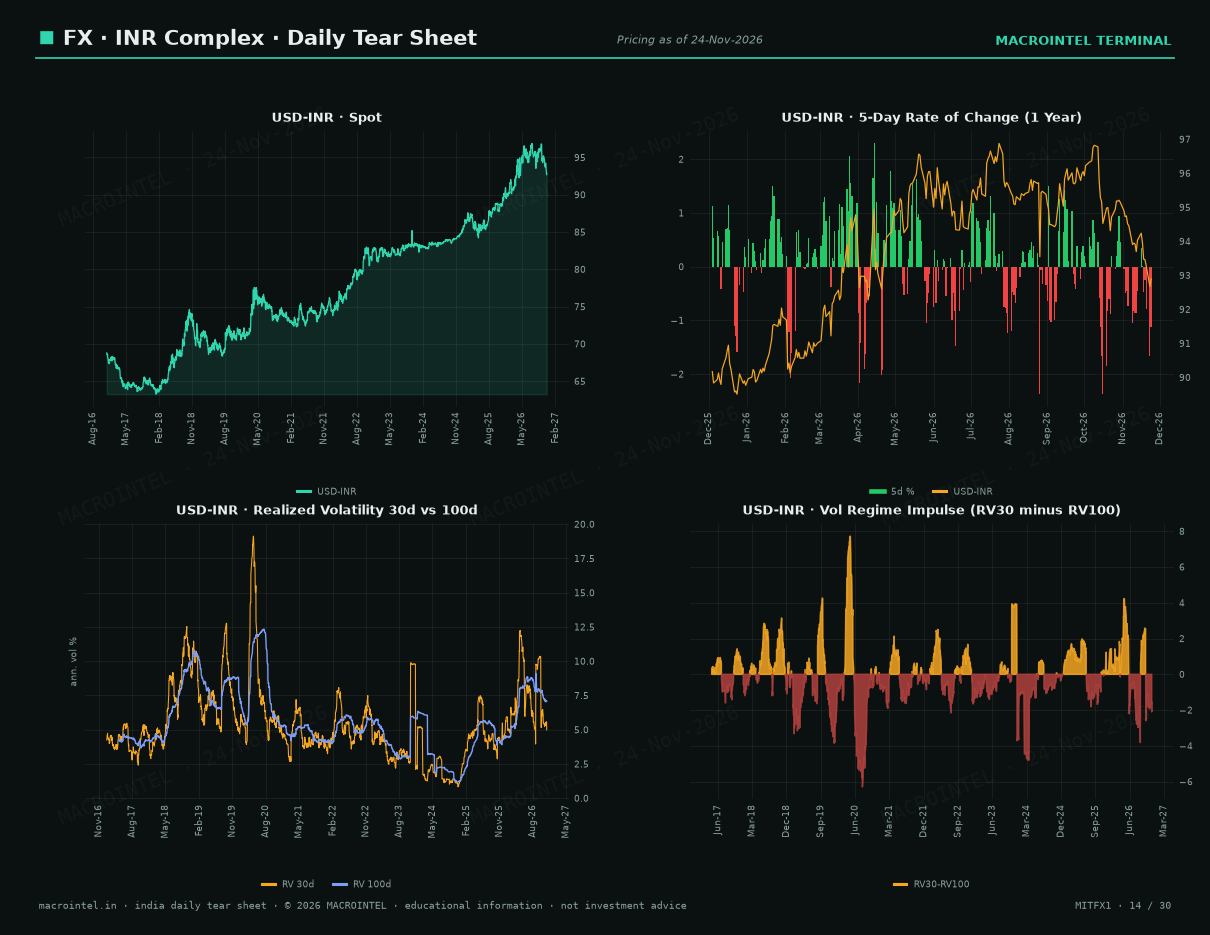 FX · INR Complex · Daily Tear Sheet
Pricing as of 24-Nov-2026
MACROINTEL TERMINAL
USD-INR · Spot
95
90
85
80
75
70
65
Aug-16 May-17 Feb-18 Nov-18 Aug-19 May-20 Feb-21 Nov-21 Aug-22 May-23 Feb-24 Nov-24 Aug-25 May-26 Feb-27
USD-INR
USD-INR · 5-Day Rate of Change (1 Year)
2
1
0
−1
−2
97
96
95
94
93
92
91
90
Dec-25 Jan-26 Feb-26 Mar-26 Apr-26 May-26 Jun-26 Jul-26 Aug-26 Sep-26 Oct-26 Nov-26 Dec-26
5d % USD-INR
USD-INR · Realized Volatility 30d vs 100d
ann. vol %
20.0
17.5
15.0
12.5
10.0
7.5
5.0
2.5
0.0
Nov-16 Aug-17 May-18 Feb-19 Nov-19 Aug-20 May-21 Feb-22 Nov-22 Aug-23 May-24 Feb-25 Nov-25 Aug-26 May-27
RV 30d RV 100d
USD-INR · Vol Regime Impulse (RV30 minus RV100)
8
6
4
2
0
−2
−4
−6
Jun-17 Mar-18 Dec-18 Sep-19 Jun-20 Mar-21 Dec-21 Sep-22 Jun-23 Mar-24 Dec-24 Sep-25 Jun-26 Mar-27
RV30-RV100
MACROINTEL · 24-Nov-2026
macrointel.in · india daily tear sheet · © 2026 MACROINTEL · educational information · not investment advice
MITFX1 · 14 / 30